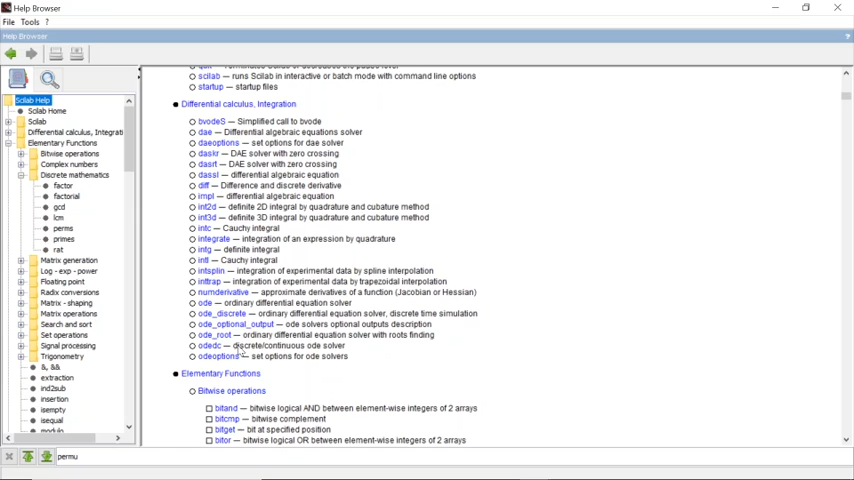 Help Browser
File Tools ?
Help Browser ?
Scilab Help
Scilab Home
Scilab
Differential calculus, Integrati
Elementary Functions
Bitwise operations
Complex numbers
Discrete mathematics
factor
factorial
gcd
lcm
perms
primes
rat
Matrix generation
Log - exp - power
Floating point
Radix conversions
Matrix - shaping
Matrix operations
Search and sort
Set operations
Signal processing
Trigonometry
&, &&
extraction
ind2sub
insertion
isempty
isequal
modulo
scilab — runs Scilab in interactive or batch mode with command line options
startup — startup files
Differential calculus, Integration
bvodeS — Simplified call to bvode
dae — Differential algebraic equations solver
daeoptions — set options for dae solver
daskr — DAE solver with zero crossing
dasrt — DAE solver with zero crossing
dassl — differential algebraic equation
diff — Difference and discrete derivative
impl — differential algebraic equation
int2d — definite 2D integral by quadrature and cubature method
int3d — definite 3D integral by quadrature and cubature method
intc — Cauchy integral
integrate — integration of an expression by quadrature
intg — definite integral
intl — Cauchy integral
intsplin — integration of experimental data by spline interpolation
inttrap — integration of experimental data by trapezoidal interpolation
numderivative — approximate derivatives of a function (Jacobian or Hessian)
ode — ordinary differential equation solver
ode_discrete — ordinary differential equation solver, discrete time simulation
ode_optional_output — ode solvers optional outputs description
ode_root — ordinary differential equation solver with roots finding
odedc — discrete/continuous ode solver
odeoptions — set options for ode solvers
Elementary Functions
Bitwise operations
bitand — bitwise logical AND between element-wise integers of 2 arrays
bitcmp — bitwise complement
bitget — bit at specified position
bitor — bitwise logical OR between element-wise integers of 2 arrays
permu